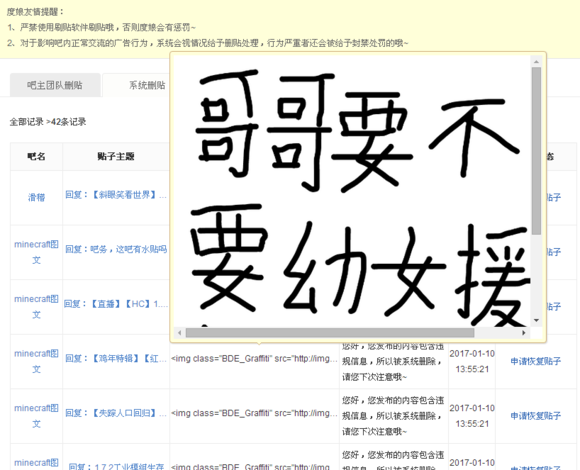 度娘友情提醒：
1、严禁使用刷贴软件刷贴哦，否则度娘会有惩罚~
2、对于影响吧内正常交流的广告行为，系统会视情况给予删贴处理，行为严重者还会被给予封禁处罚的哦~
吧主团队删贴 系统删
全部记录 >42条记录
吧名 贴子主题 态
滑稽 回复：【斜眼笑看世界】... 贴子
minecraft图文 回复：吧务，这吧有水贴吗 贴子
minecraft图文 回复：【直播】【HC】1... 贴子
哥哥要不
要幼女援
minecraft图文 回复：【鸡年特辑】【红... <img class="BDE_Graffiti" src="http://img... 您好，您发布的内容包含违规信息，所以被系统删除，请您下次注意哦~ 2017-01-10 13:55:21 申请恢复贴子
minecraft图文 回复：【失踪人口回归】... <img class="BDE_Graffiti" src="http://img... 您好，您发布的内容包含违规信息，所以被系统删除，请您下次注意哦~ 2017-01-10 13:55:21 申请恢复贴子
minecraft图 回复：1.7.2工业模组生存 <img class="BDE_Graffiti" src="http://img... 您好，您发布的内容包含违规信息，所以被系统删除， 2017-01-10 申请恢复贴子